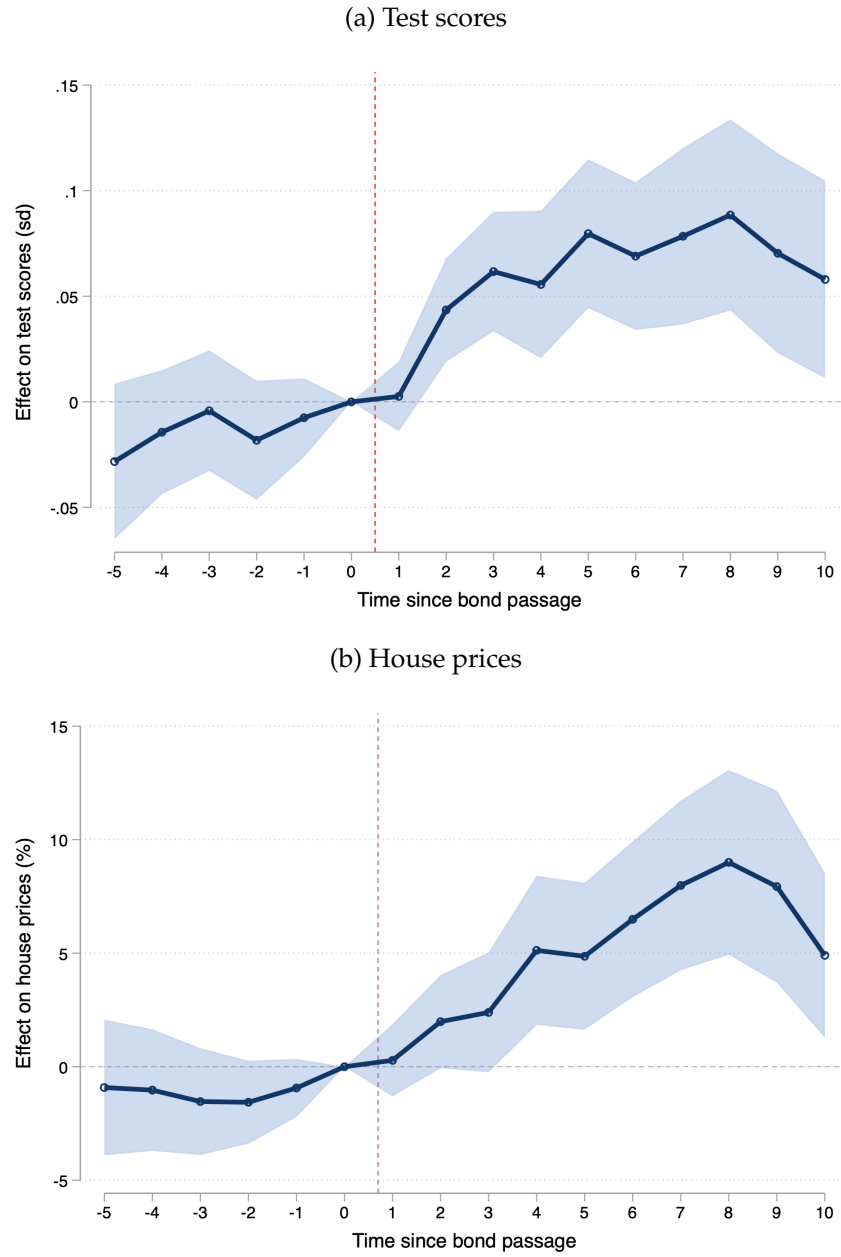 (a) Test scores
.15
.1
.05
0
-.05
Effect on test scores (sd)
-5 -4 -3 -2 -1 0 1 2 3 4 5 6 7 8 9 10
Time since bond passage
(b) House prices
15
10
5
0
-5
Effect on house prices (%)
-5 -4 -3 -2 -1 0 1 2 3 4 5 6 7 8 9 10
Time since bond passage